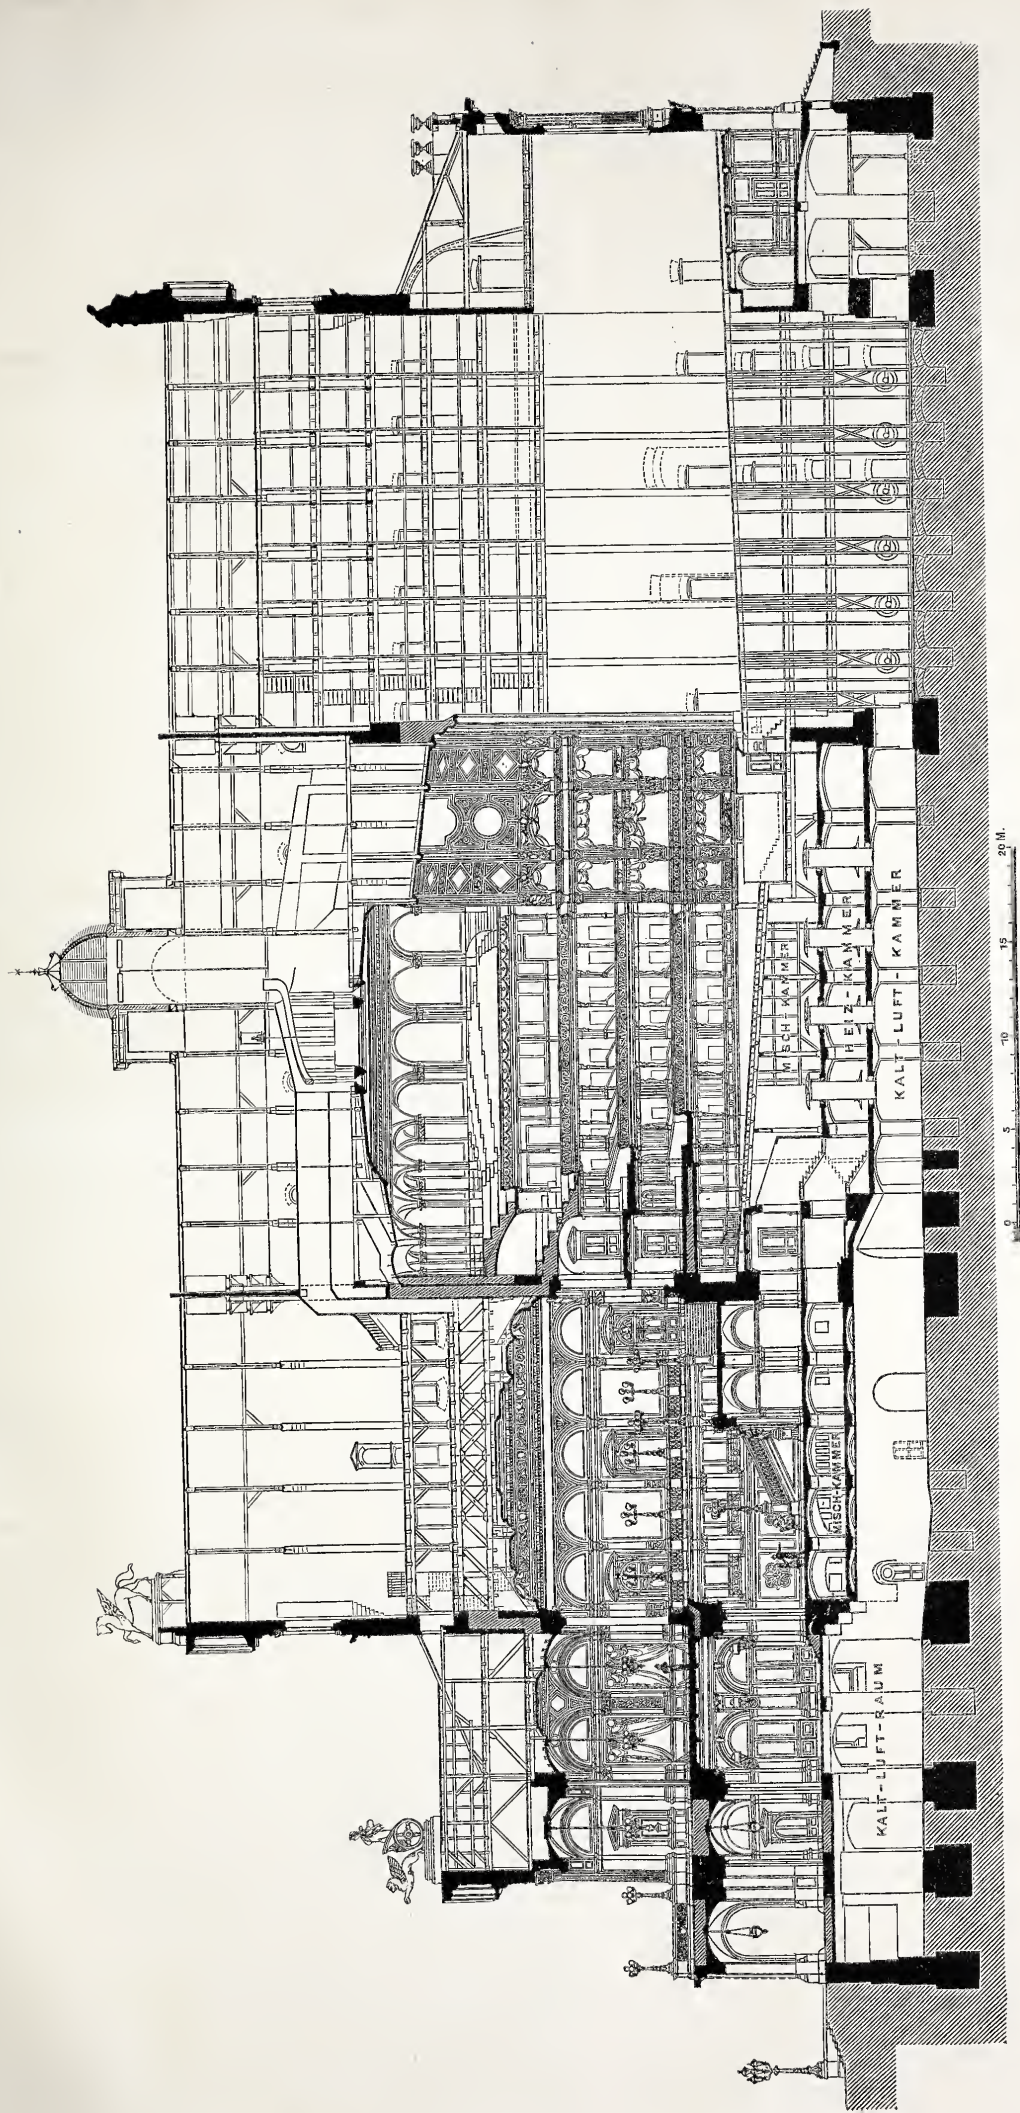 KALT-LUFT-RAUM
MISCH-KAMMER
MISCH-KAMMER
HEIZ-KAMMER
KALT-LUFT-KAMMER
0 5 10 15 20 M.